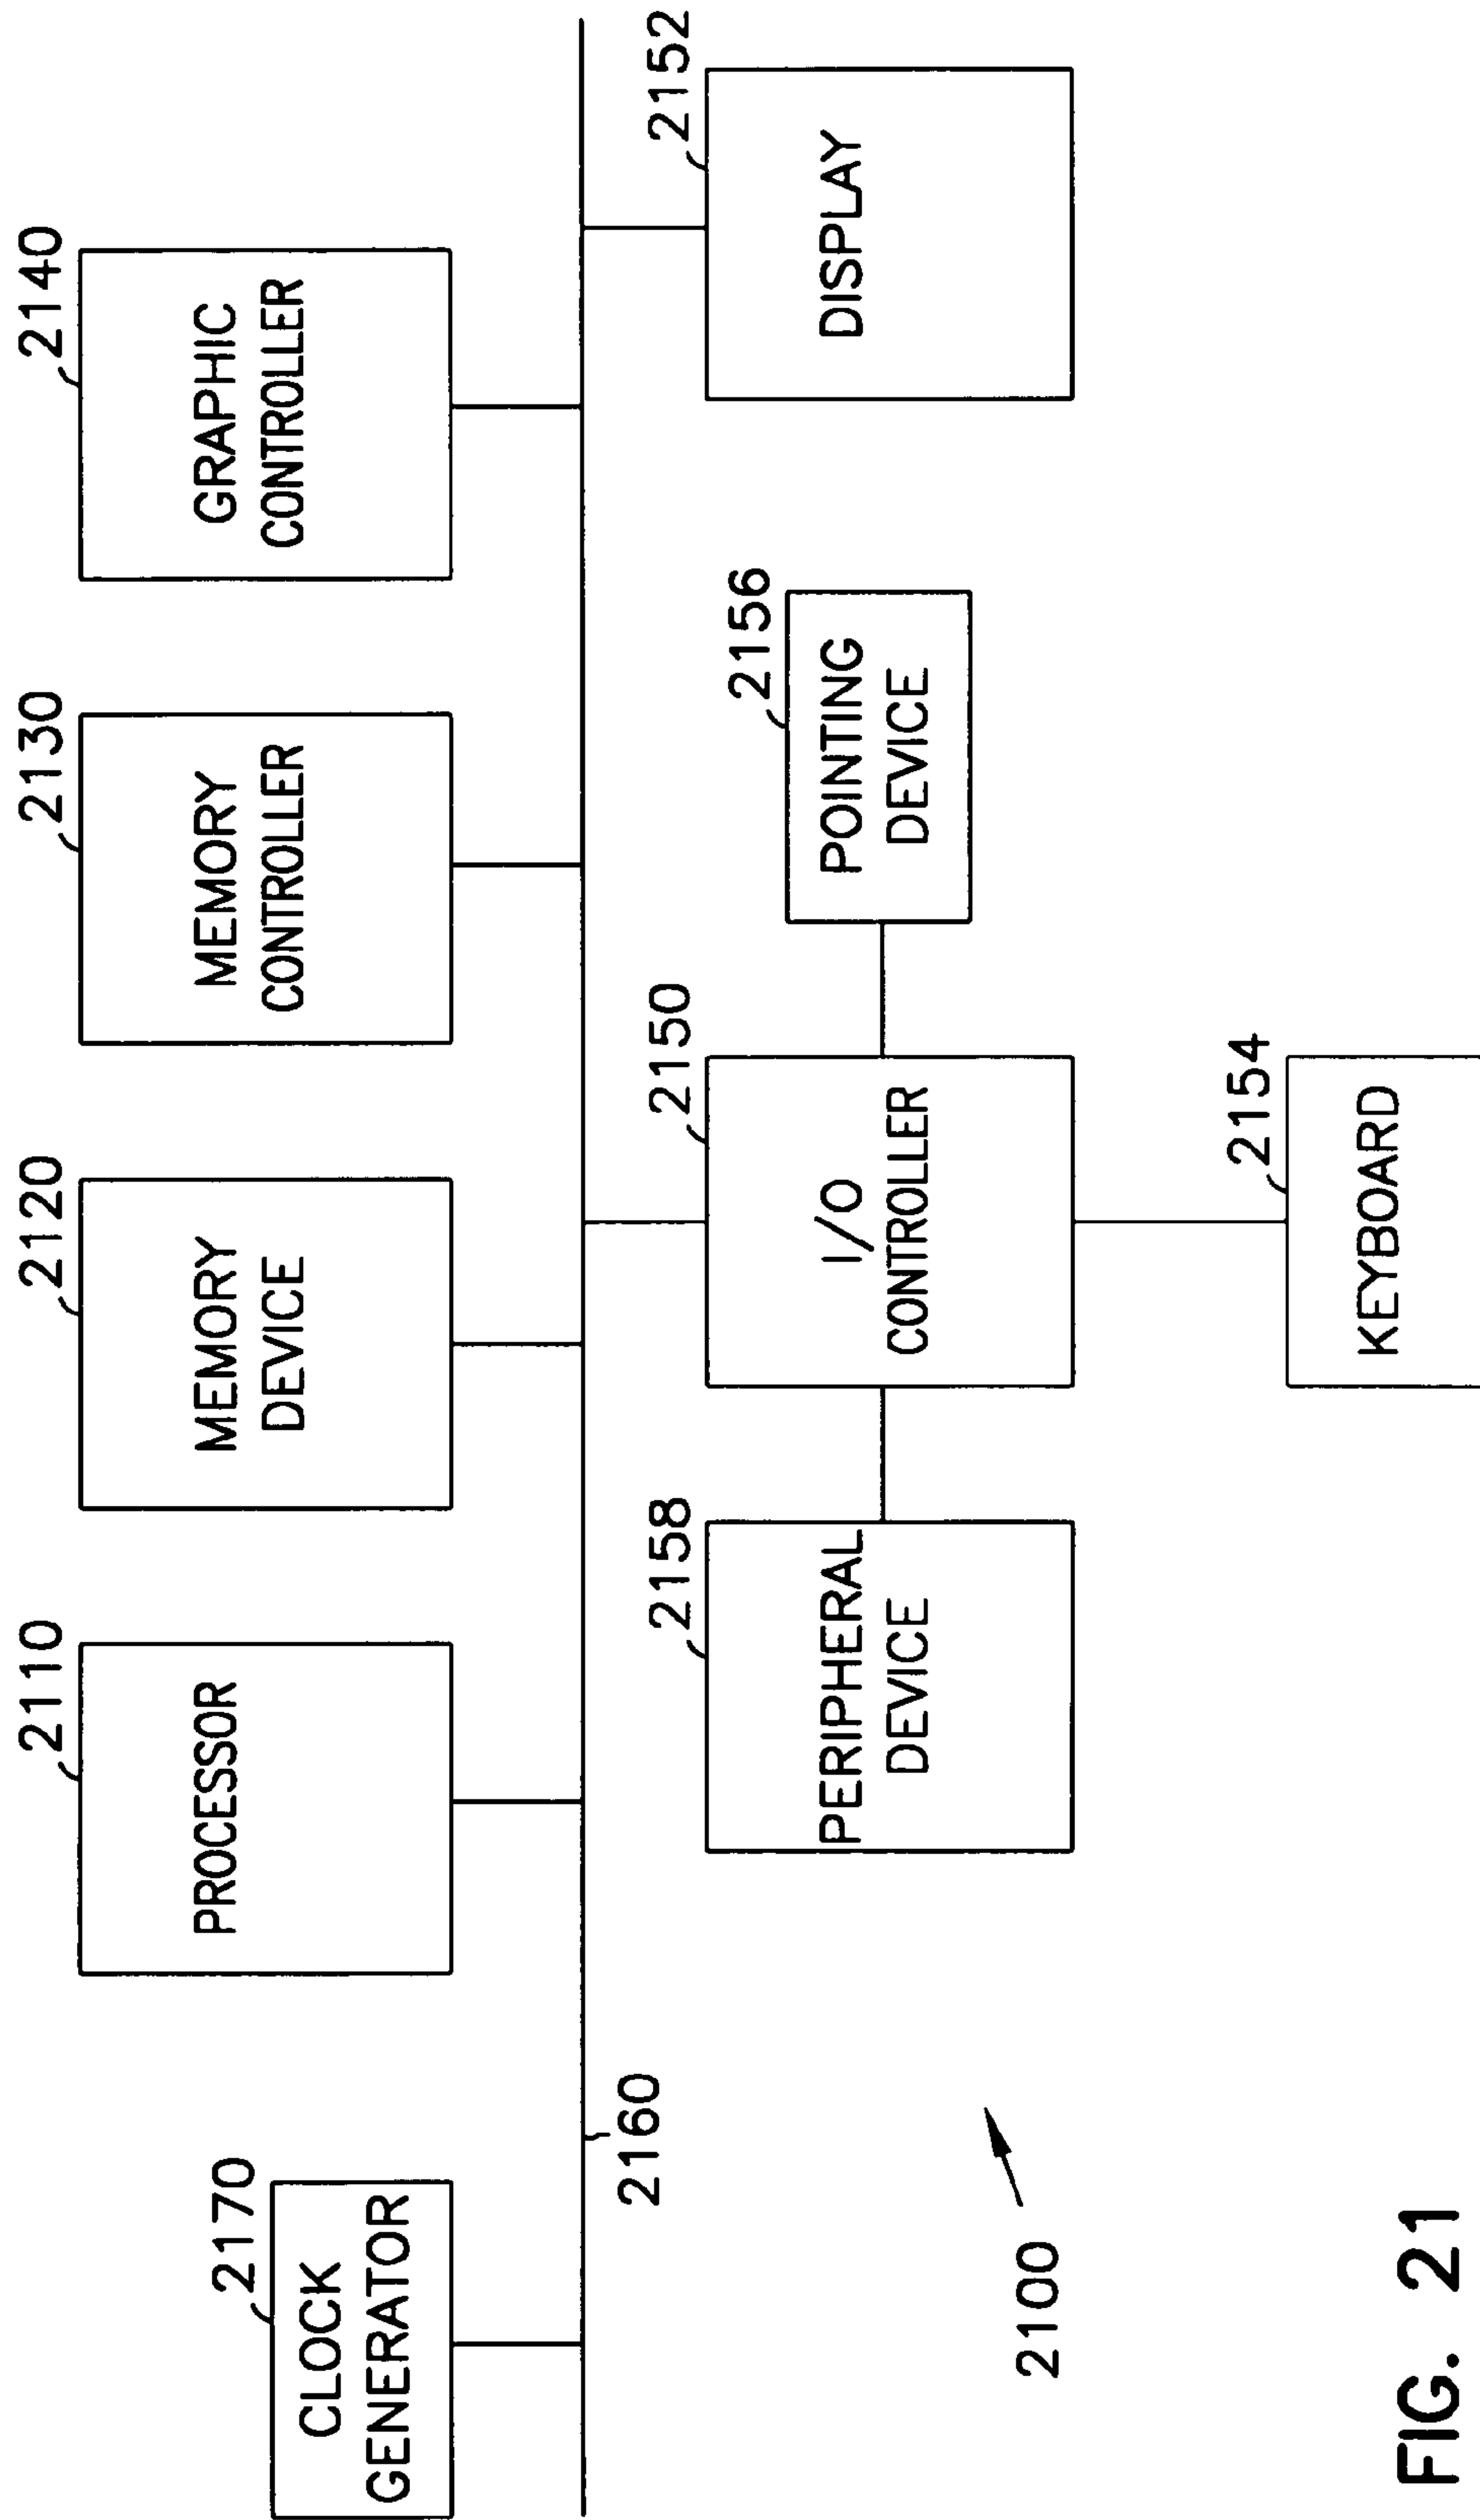 2170
CLOCK
GENERATOR
2110
PROCESSOR
2120
MEMORY
DEVICE
2130
MEMORY
CONTROLLER
2140
GRAPHIC
CONTROLLER
2160
2158
PERIPHERAL
DEVICE
2150
I/O
CONTROLLER
2156
POINTING
DEVICE
2152
DISPLAY
2100
2154
KEYBOARD
FIG. 21